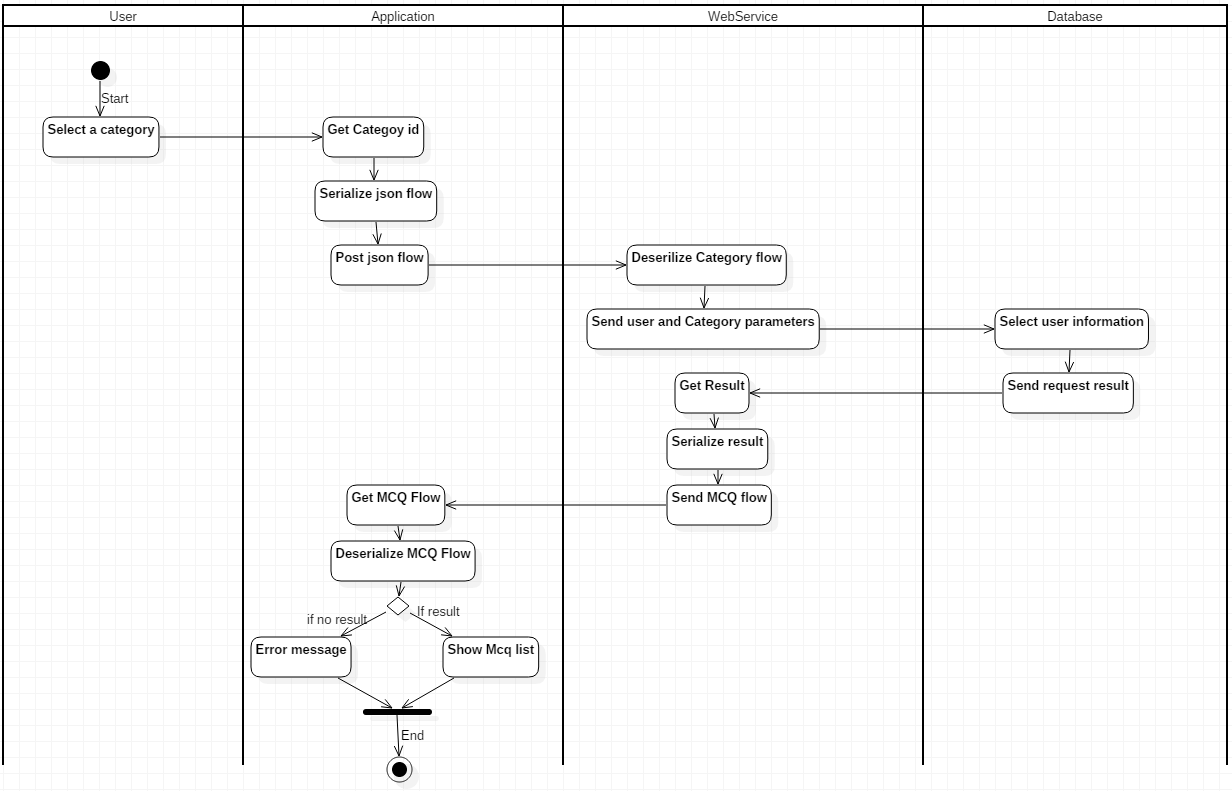 User
Application
WebService
Database
Start
Select a category
Get Categoy id
Serialize json flow
Post json flow
Deserilize Category flow
Send user and Category parameters
Select user information
Get Result
Send request result
Serialize result
Get MCQ Flow
Send MCQ flow
Deserialize MCQ Flow
if no result
If result
Error message
Show Mcq list
End